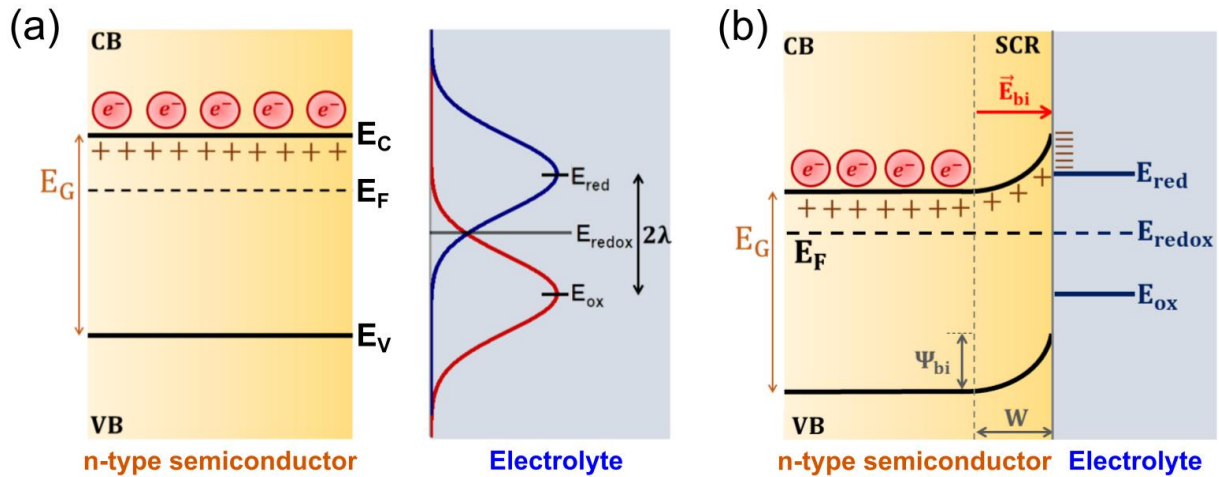 (a)
CB
e⁻ e⁻ e⁻ e⁻ e⁻
E_C
+ + + + + + + + + +
E_G
E_F
E_V
VB
n-type semiconductor
E_red
E_redox
2λ
E_ox
Electrolyte
(b)
CB
SCR
E⃗_bi
e⁻ e⁻ e⁻ e⁻
+ + + + + + + + + + +
E_G
E_F
E_red
E_redox
E_ox
Ψ_bi
W
VB
n-type semiconductor
Electrolyte